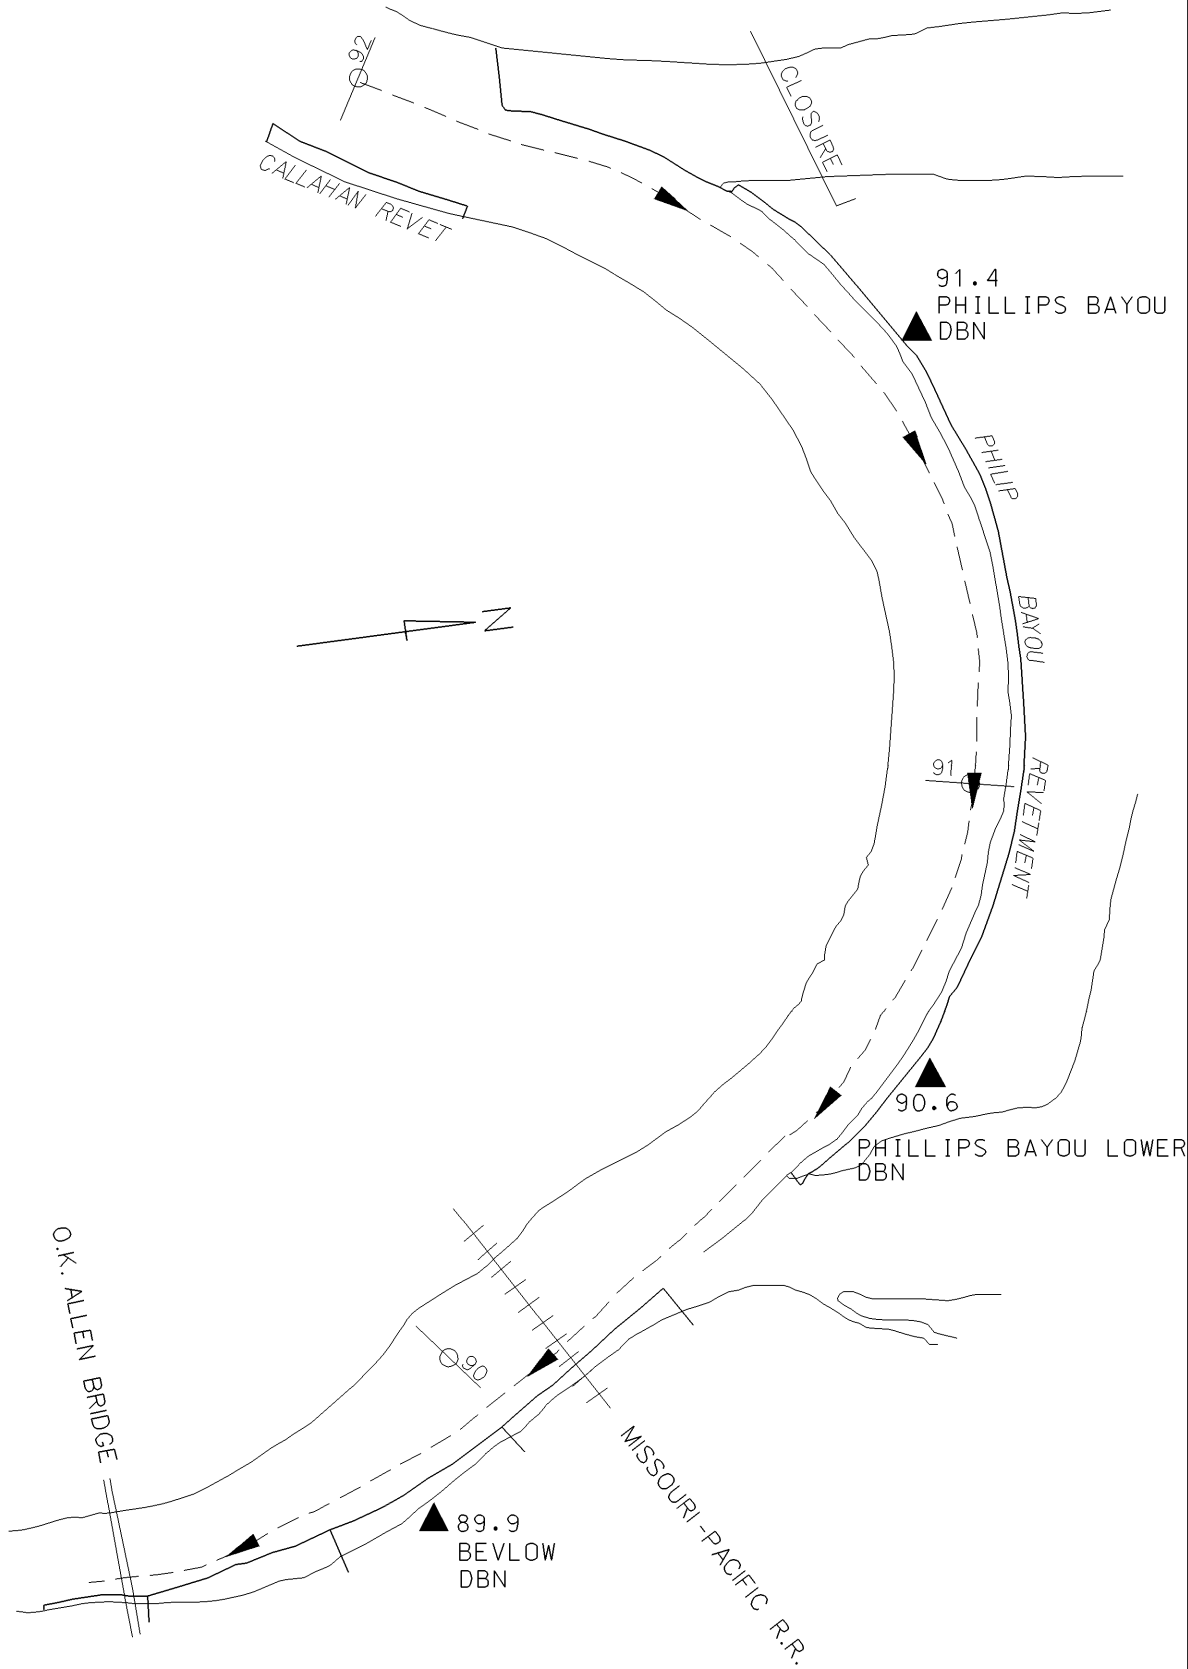 92
CLOSURE
CALLAHAN REVET
91.4
PHILLIPS BAYOU
DBN
PHILIP
BAYOU
REVETMENT
N
91
90.6
PHILLIPS BAYOU LOWER
DBN
O.K. ALLEN BRIDGE
90
MISSOURI-PACIFIC R.R.
89.9
BEVLOW
DBN